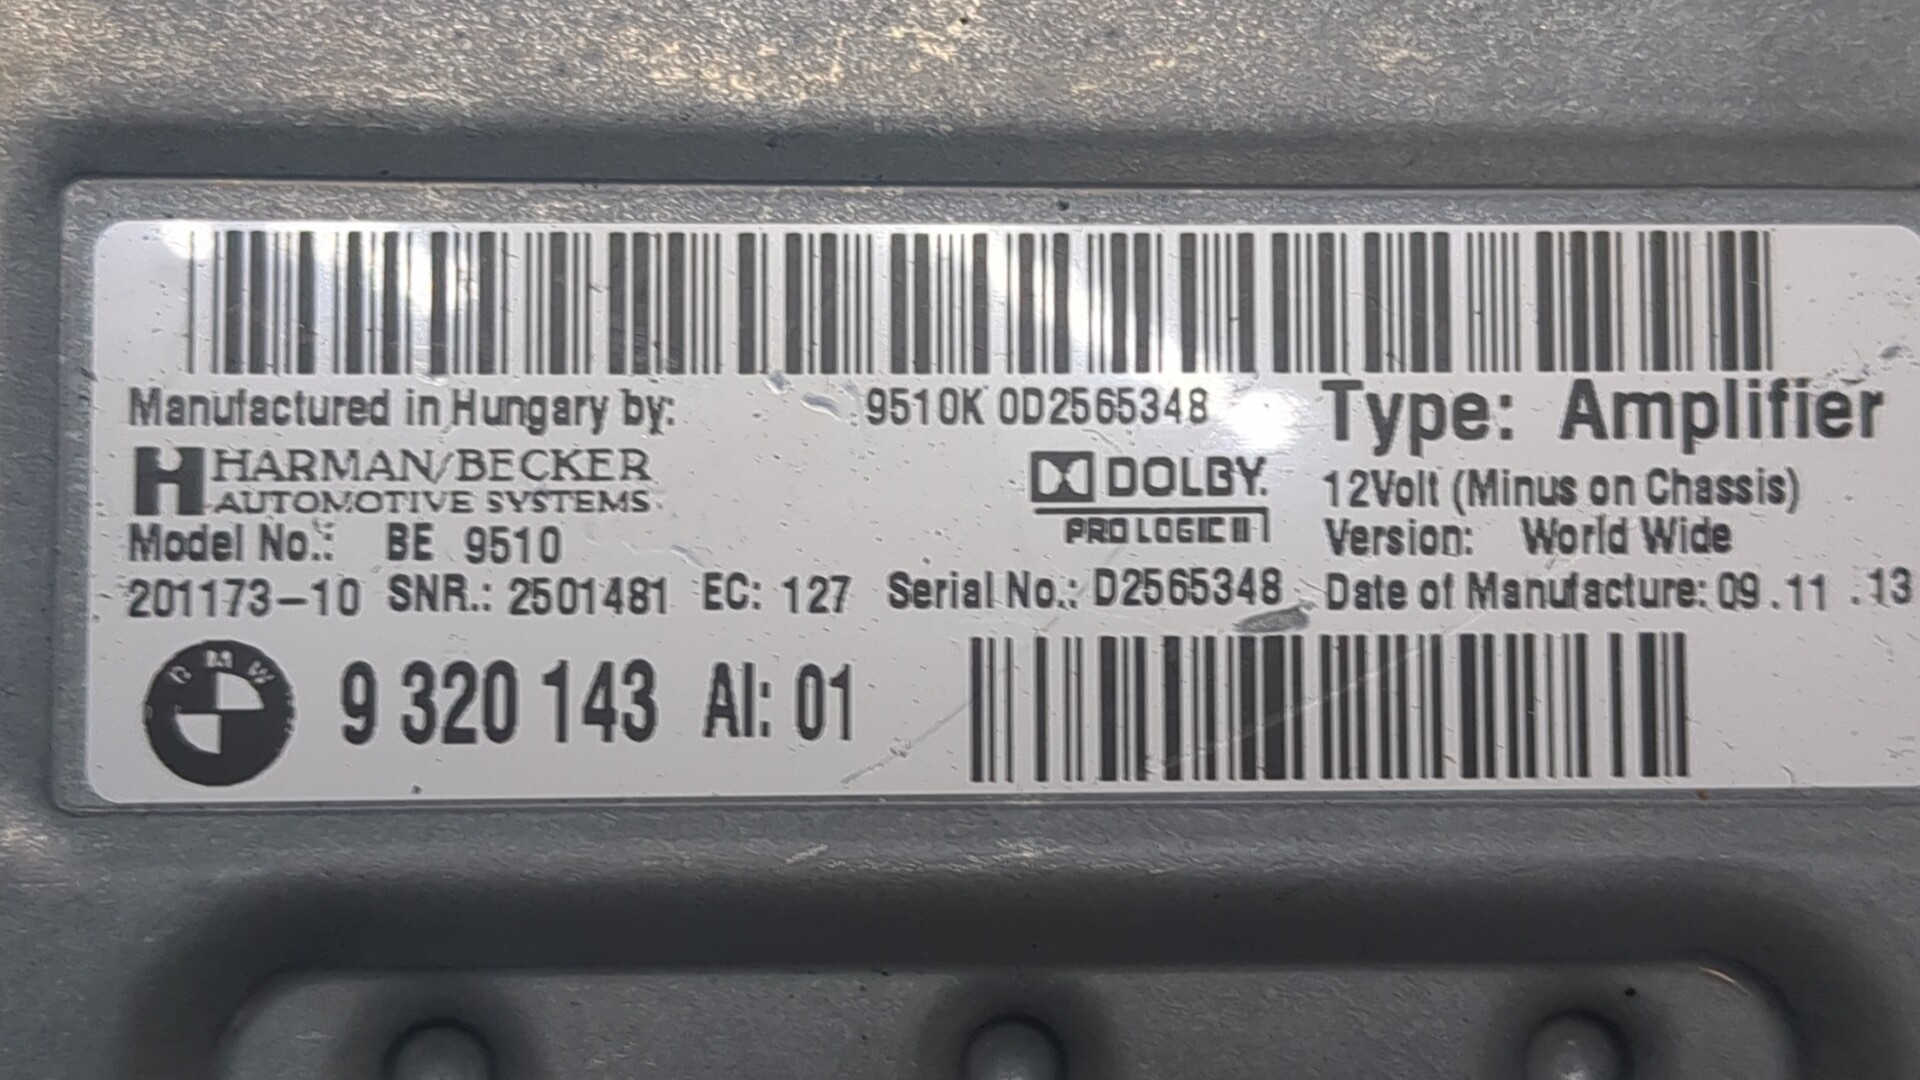 Manufactured in Hungary by: 9510K 0D2565348 Type: Amplifier
HARMAN/BECKER
AUTOMOTIVE SYSTEMS
DOLBY.
PRO LOGIC II
12Volt (Minus on Chassis)
Model No.: BE 9510
Version: World Wide
201173-10 SNR.: 2501481 EC: 127 Serial No.: D2565348 Date of Manufacture: 09.11.13
BMW
9 320 143 AI: 01